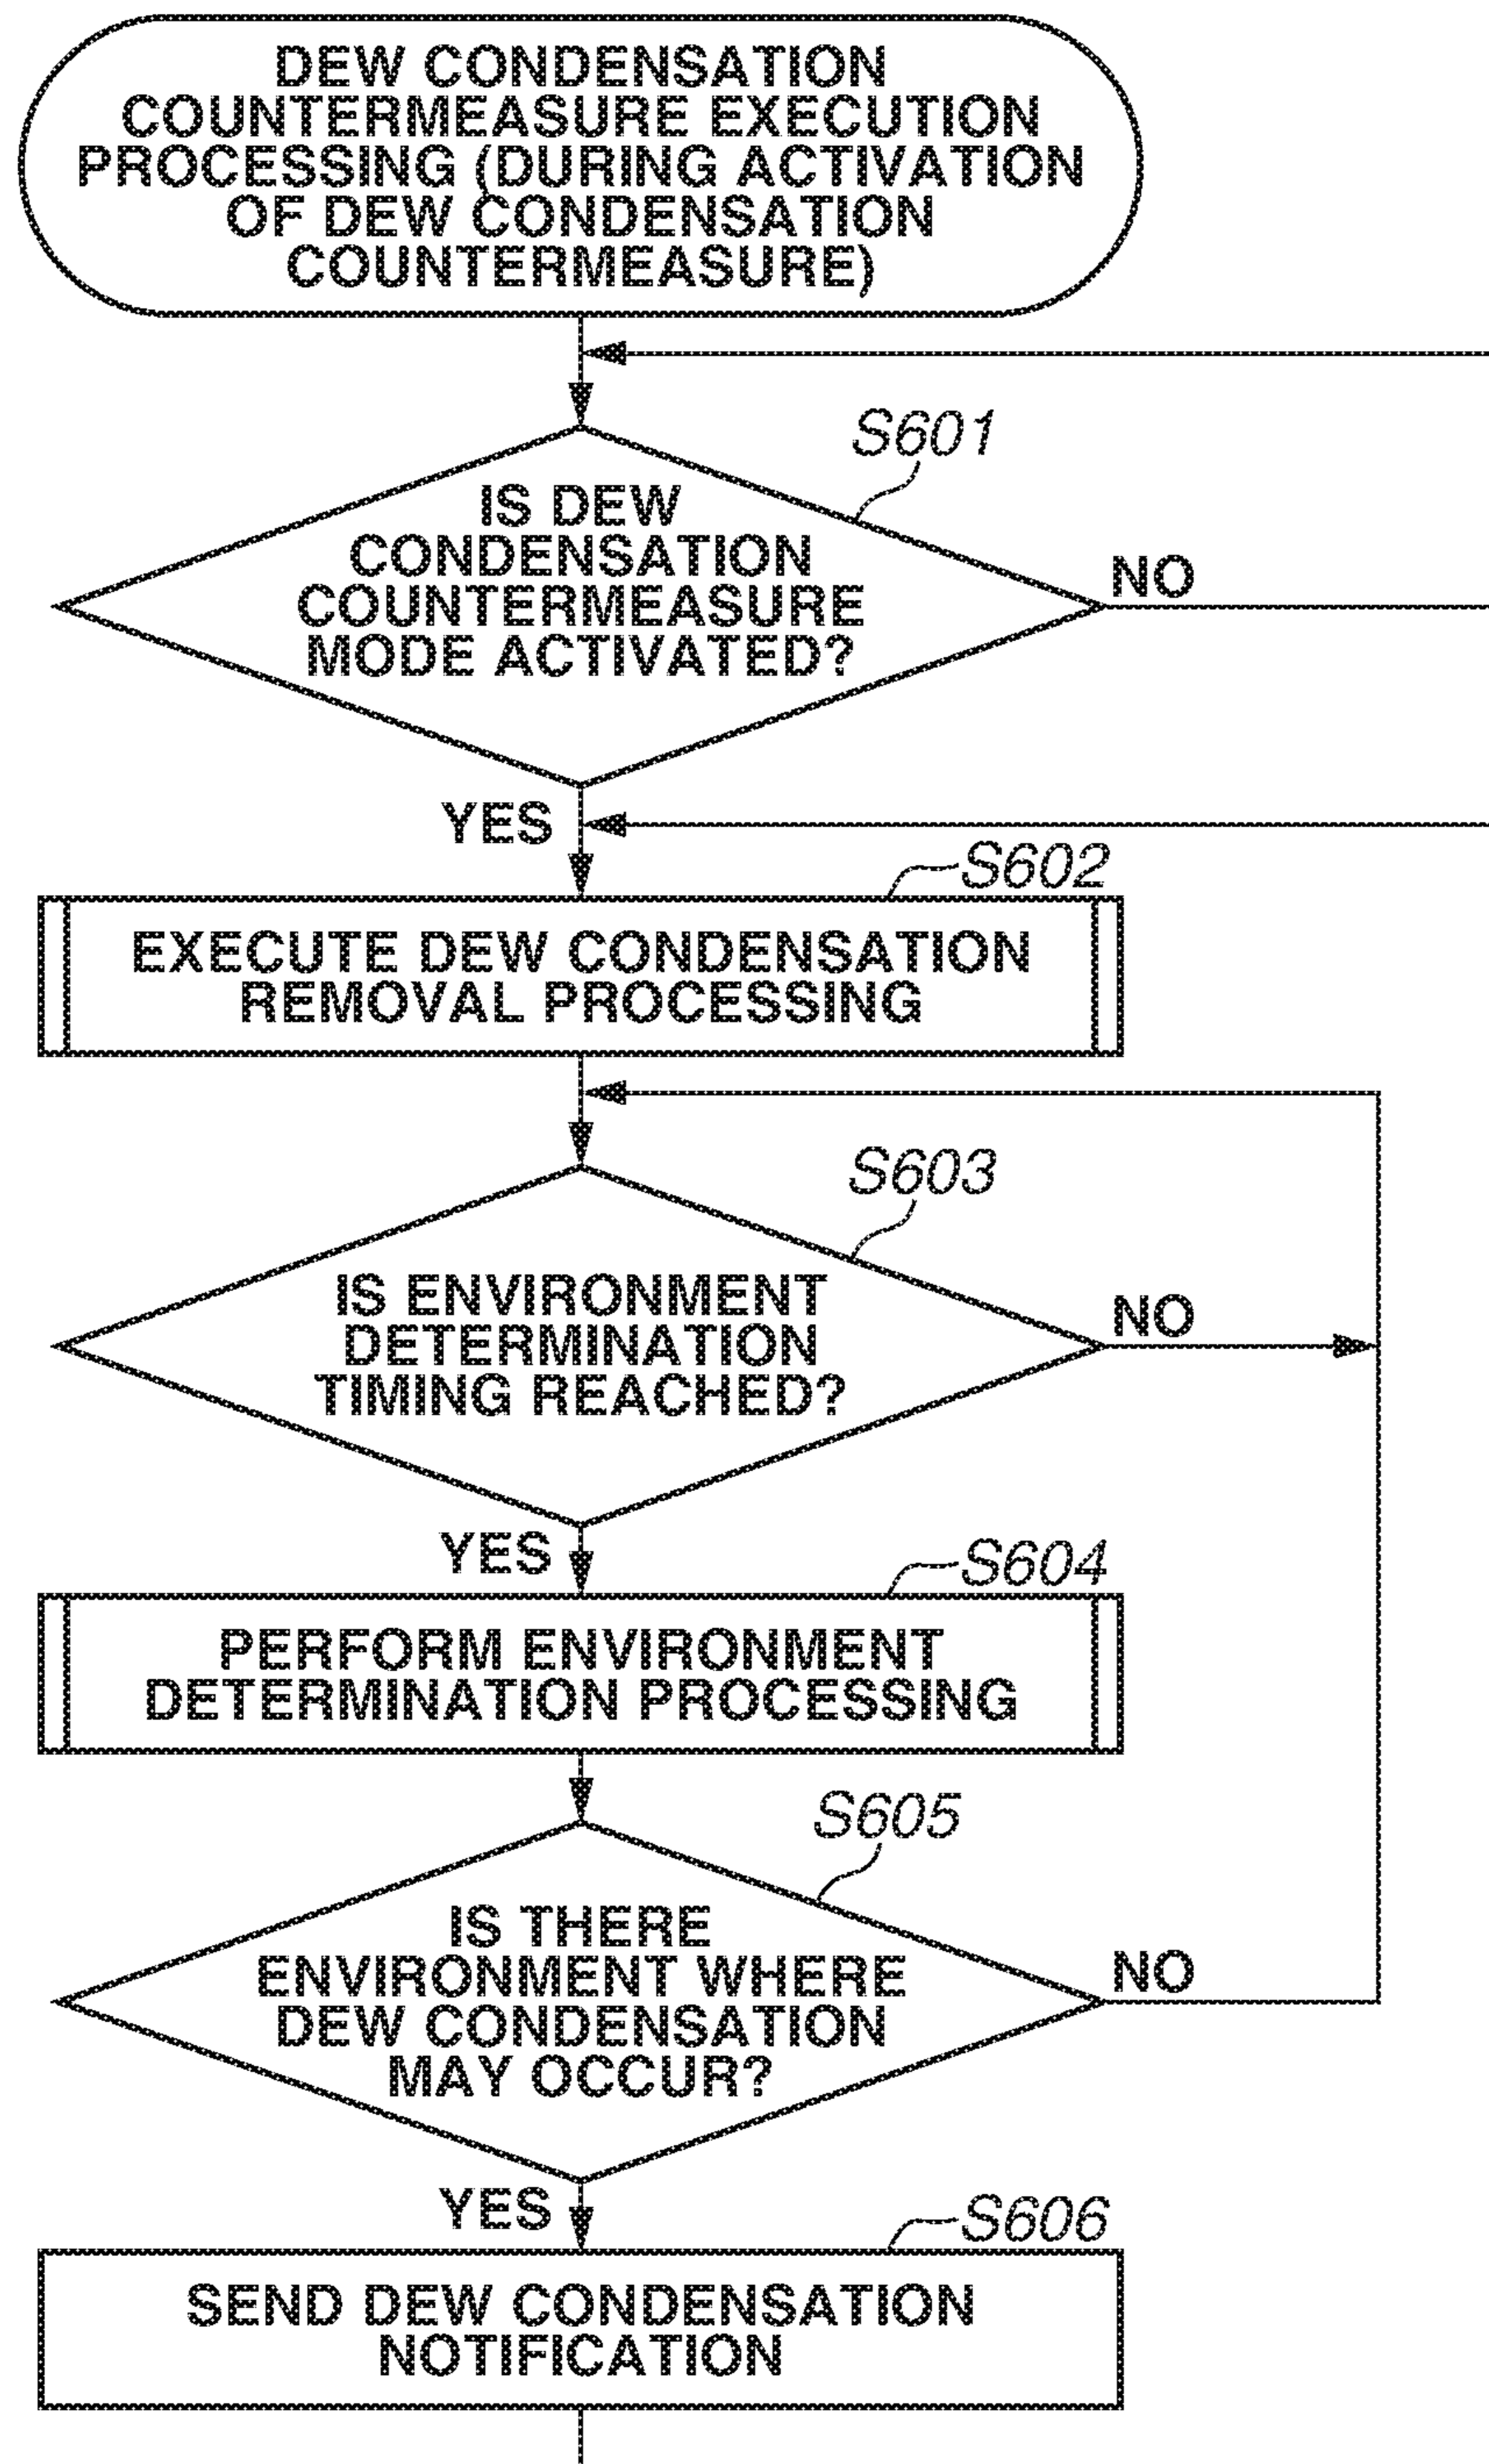 DEW CONDENSATION
COUNTERMEASURE EXECUTION
PROCESSING (DURING ACTIVATION
OF DEW CONDENSATION
COUNTERMEASURE)
S601
IS DEW
CONDENSATION
COUNTERMEASURE
MODE ACTIVATED?
NO
YES
S602
EXECUTE DEW CONDENSATION
REMOVAL PROCESSING
S603
IS ENVIRONMENT
DETERMINATION
TIMING REACHED?
NO
YES
S604
PERFORM ENVIRONMENT
DETERMINATION PROCESSING
S605
IS THERE
ENVIRONMENT WHERE
DEW CONDENSATION
MAY OCCUR?
NO
YES
S606
SEND DEW CONDENSATION
NOTIFICATION